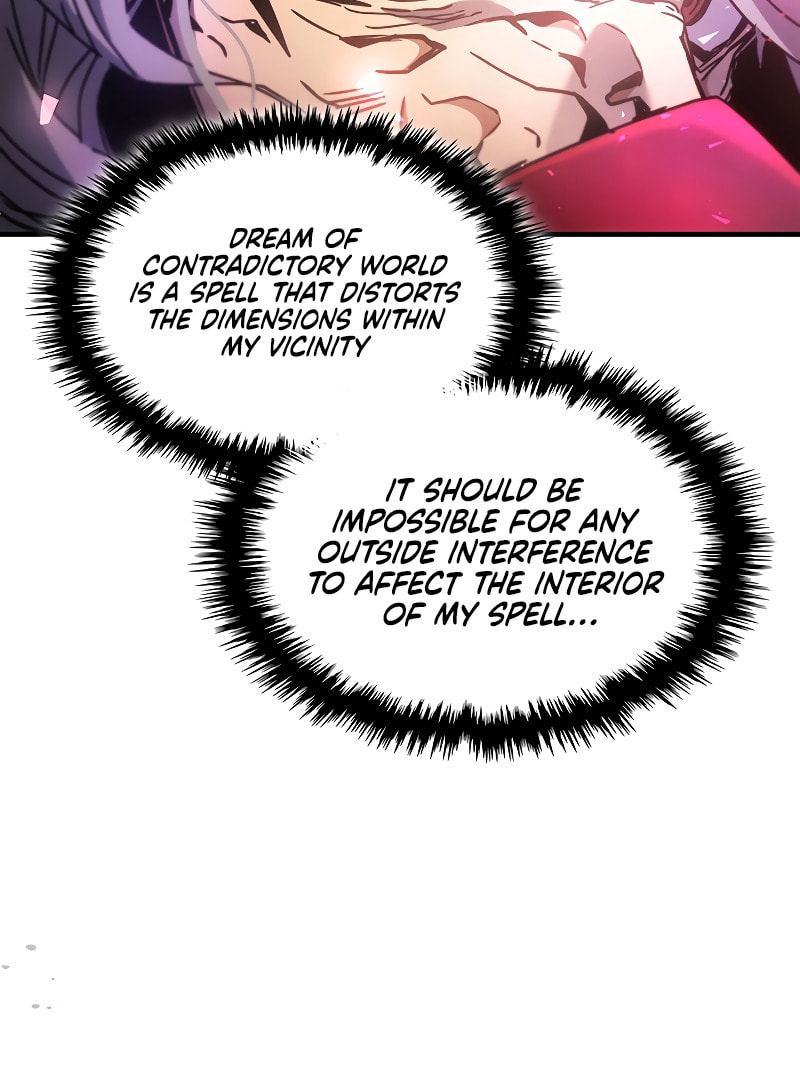 DREAM OF
CONTRADICTORY WORLD
IS A SPELL THAT DISTORTS
THE DIMENSIONS WITHIN
MY VICINITY
IT SHOULD BE
IMPOSSIBLE FOR ANY
OUTSIDE INTERFERENCE
TO AFFECT THE INTERIOR
OF MY SPELL...